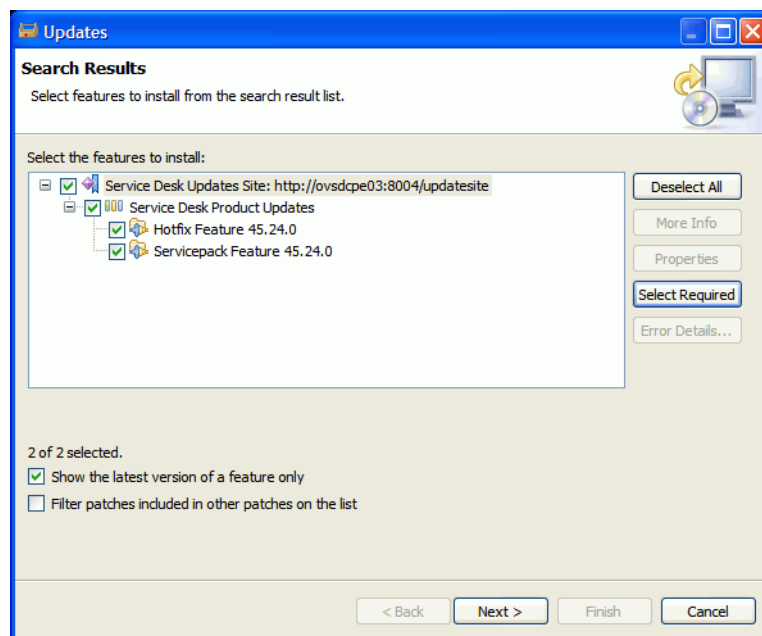 Updates
Search Results
Select features to install from the search result list.
Select the features to install:
Service Desk Updates Site: http://ovsdcpe03:8004/updatesite
Service Desk Product Updates
Hotfix Feature 45.24.0
Servicepack Feature 45.24.0
Deselect All
More Info
Properties
Select Required
Error Details...
2 of 2 selected.
Show the latest version of a feature only
Filter patches included in other patches on the list
< Back Next > Finish Cancel